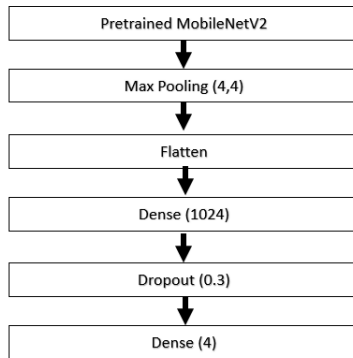 Pretrained MobileNetV2
Max Pooling (4,4)
Flatten
Dense (1024)
Dropout (0.3)
Dense (4)